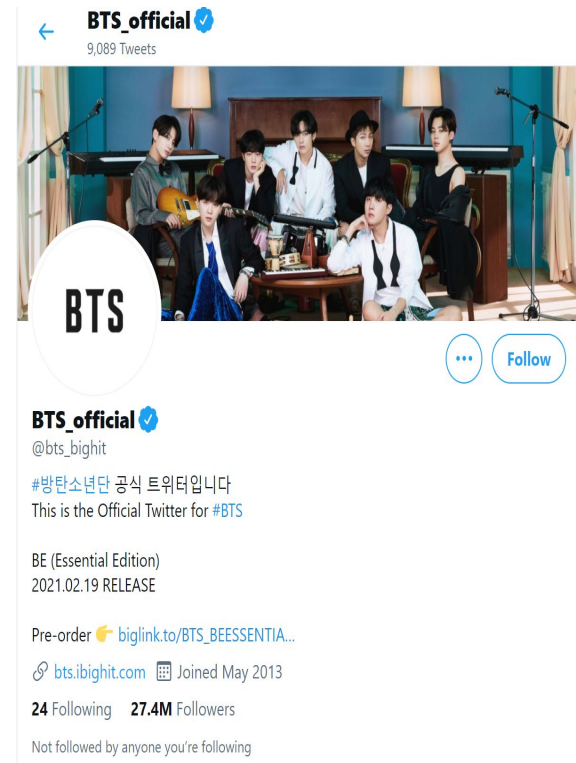 BTS_official
9,089 Tweets
BTS
Follow
BTS_official
@bts_bighit
#방탄소년단 공식 트위터입니다
This is the Official Twitter for #BTS
BE (Essential Edition)
2021.02.19 RELEASE
Pre-order 👉 biglink.to/BTS_BEESSENTIA...
bts.ibighit.com Joined May 2013
24 Following 27.4M Followers
Not followed by anyone you're following